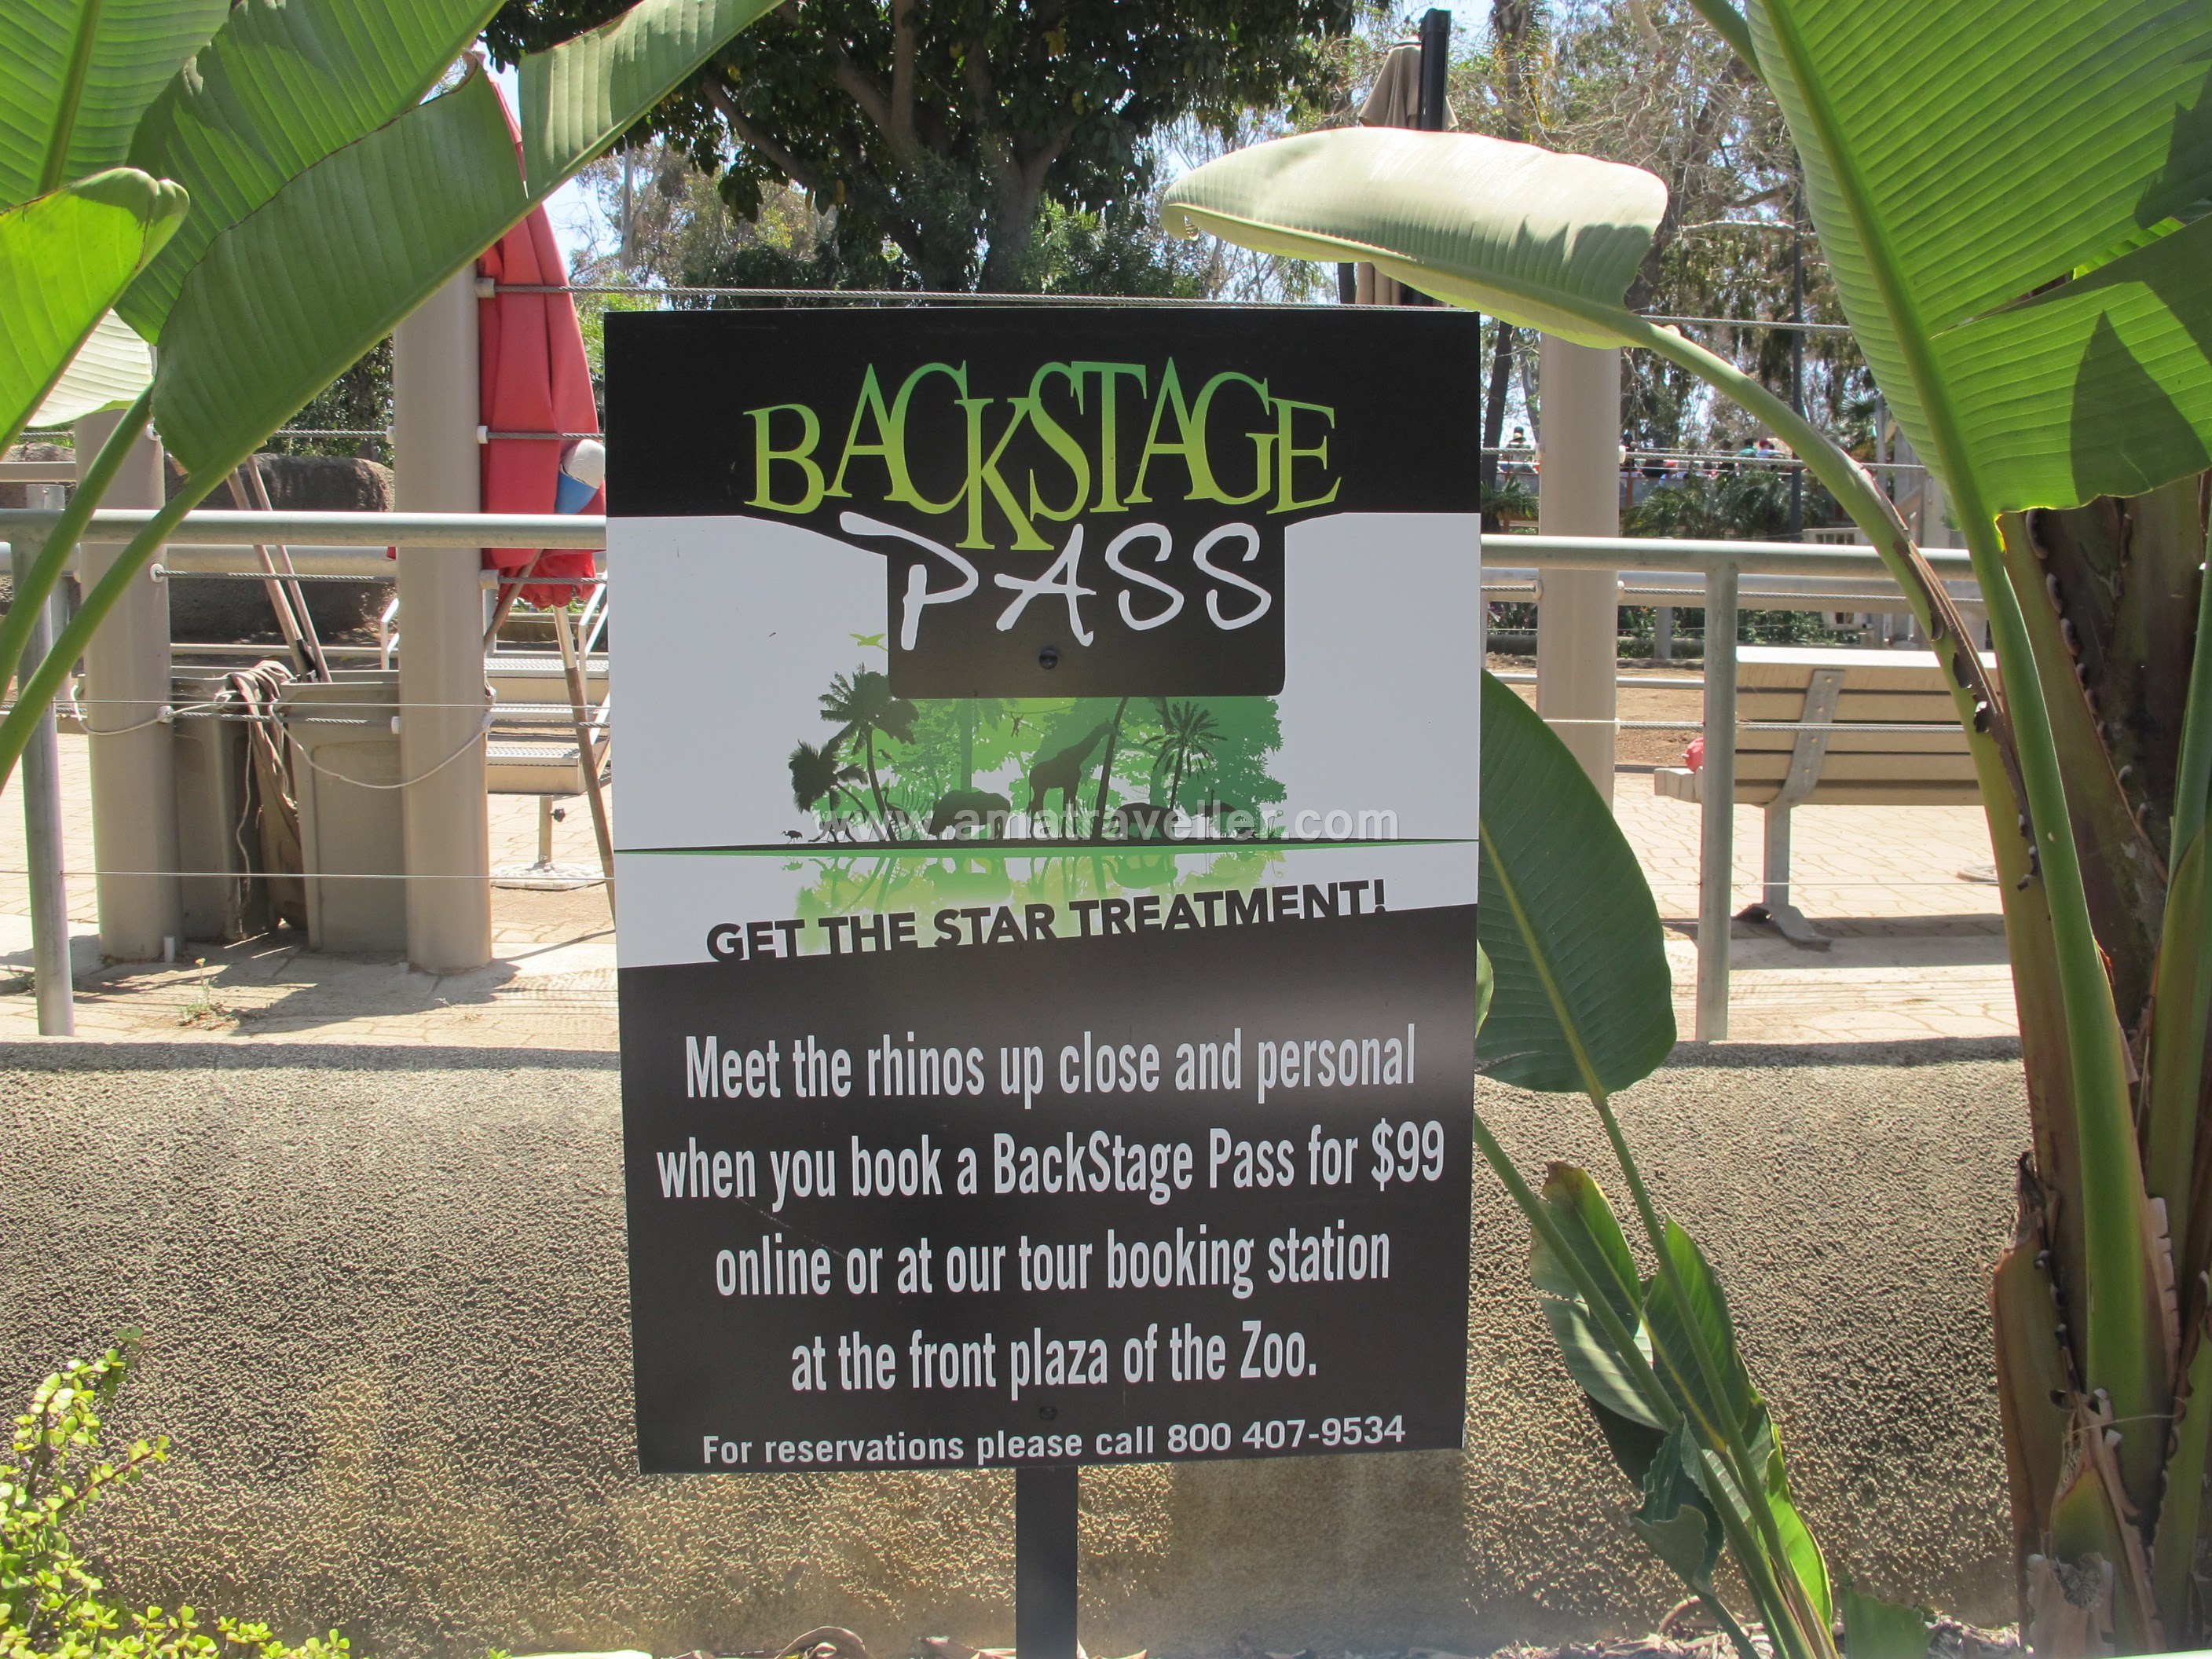 BACKSTAGE
PASS
www.amatraveller.com
GET THE STAR TREATMENT!
Meet the rhinos up close and personal
when you book a BackStage Pass for $99
online or at our tour booking station
at the front plaza of the Zoo.
For reservations please call 800 407-9534